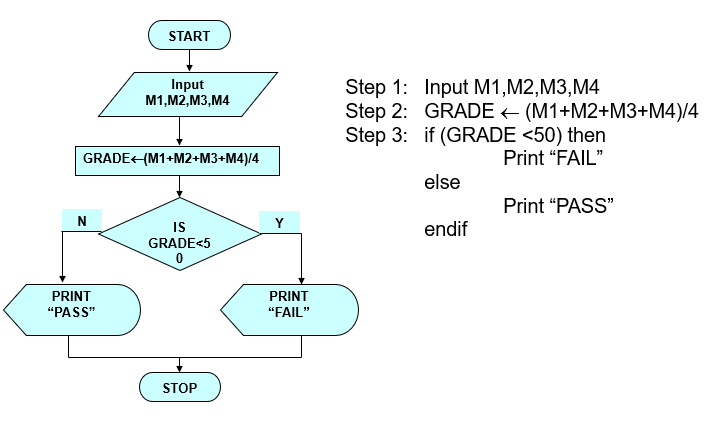 START
Input
M1,M2,M3,M4
GRADE←(M1+M2+M3+M4)/4
N
IS
GRADE<5
0
Y
PRINT
“PASS”
PRINT
“FAIL”
STOP
Step 1: Input M1,M2,M3,M4
Step 2: GRADE ← (M1+M2+M3+M4)/4
Step 3: if (GRADE <50) then
Print “FAIL”
else
Print “PASS”
endif